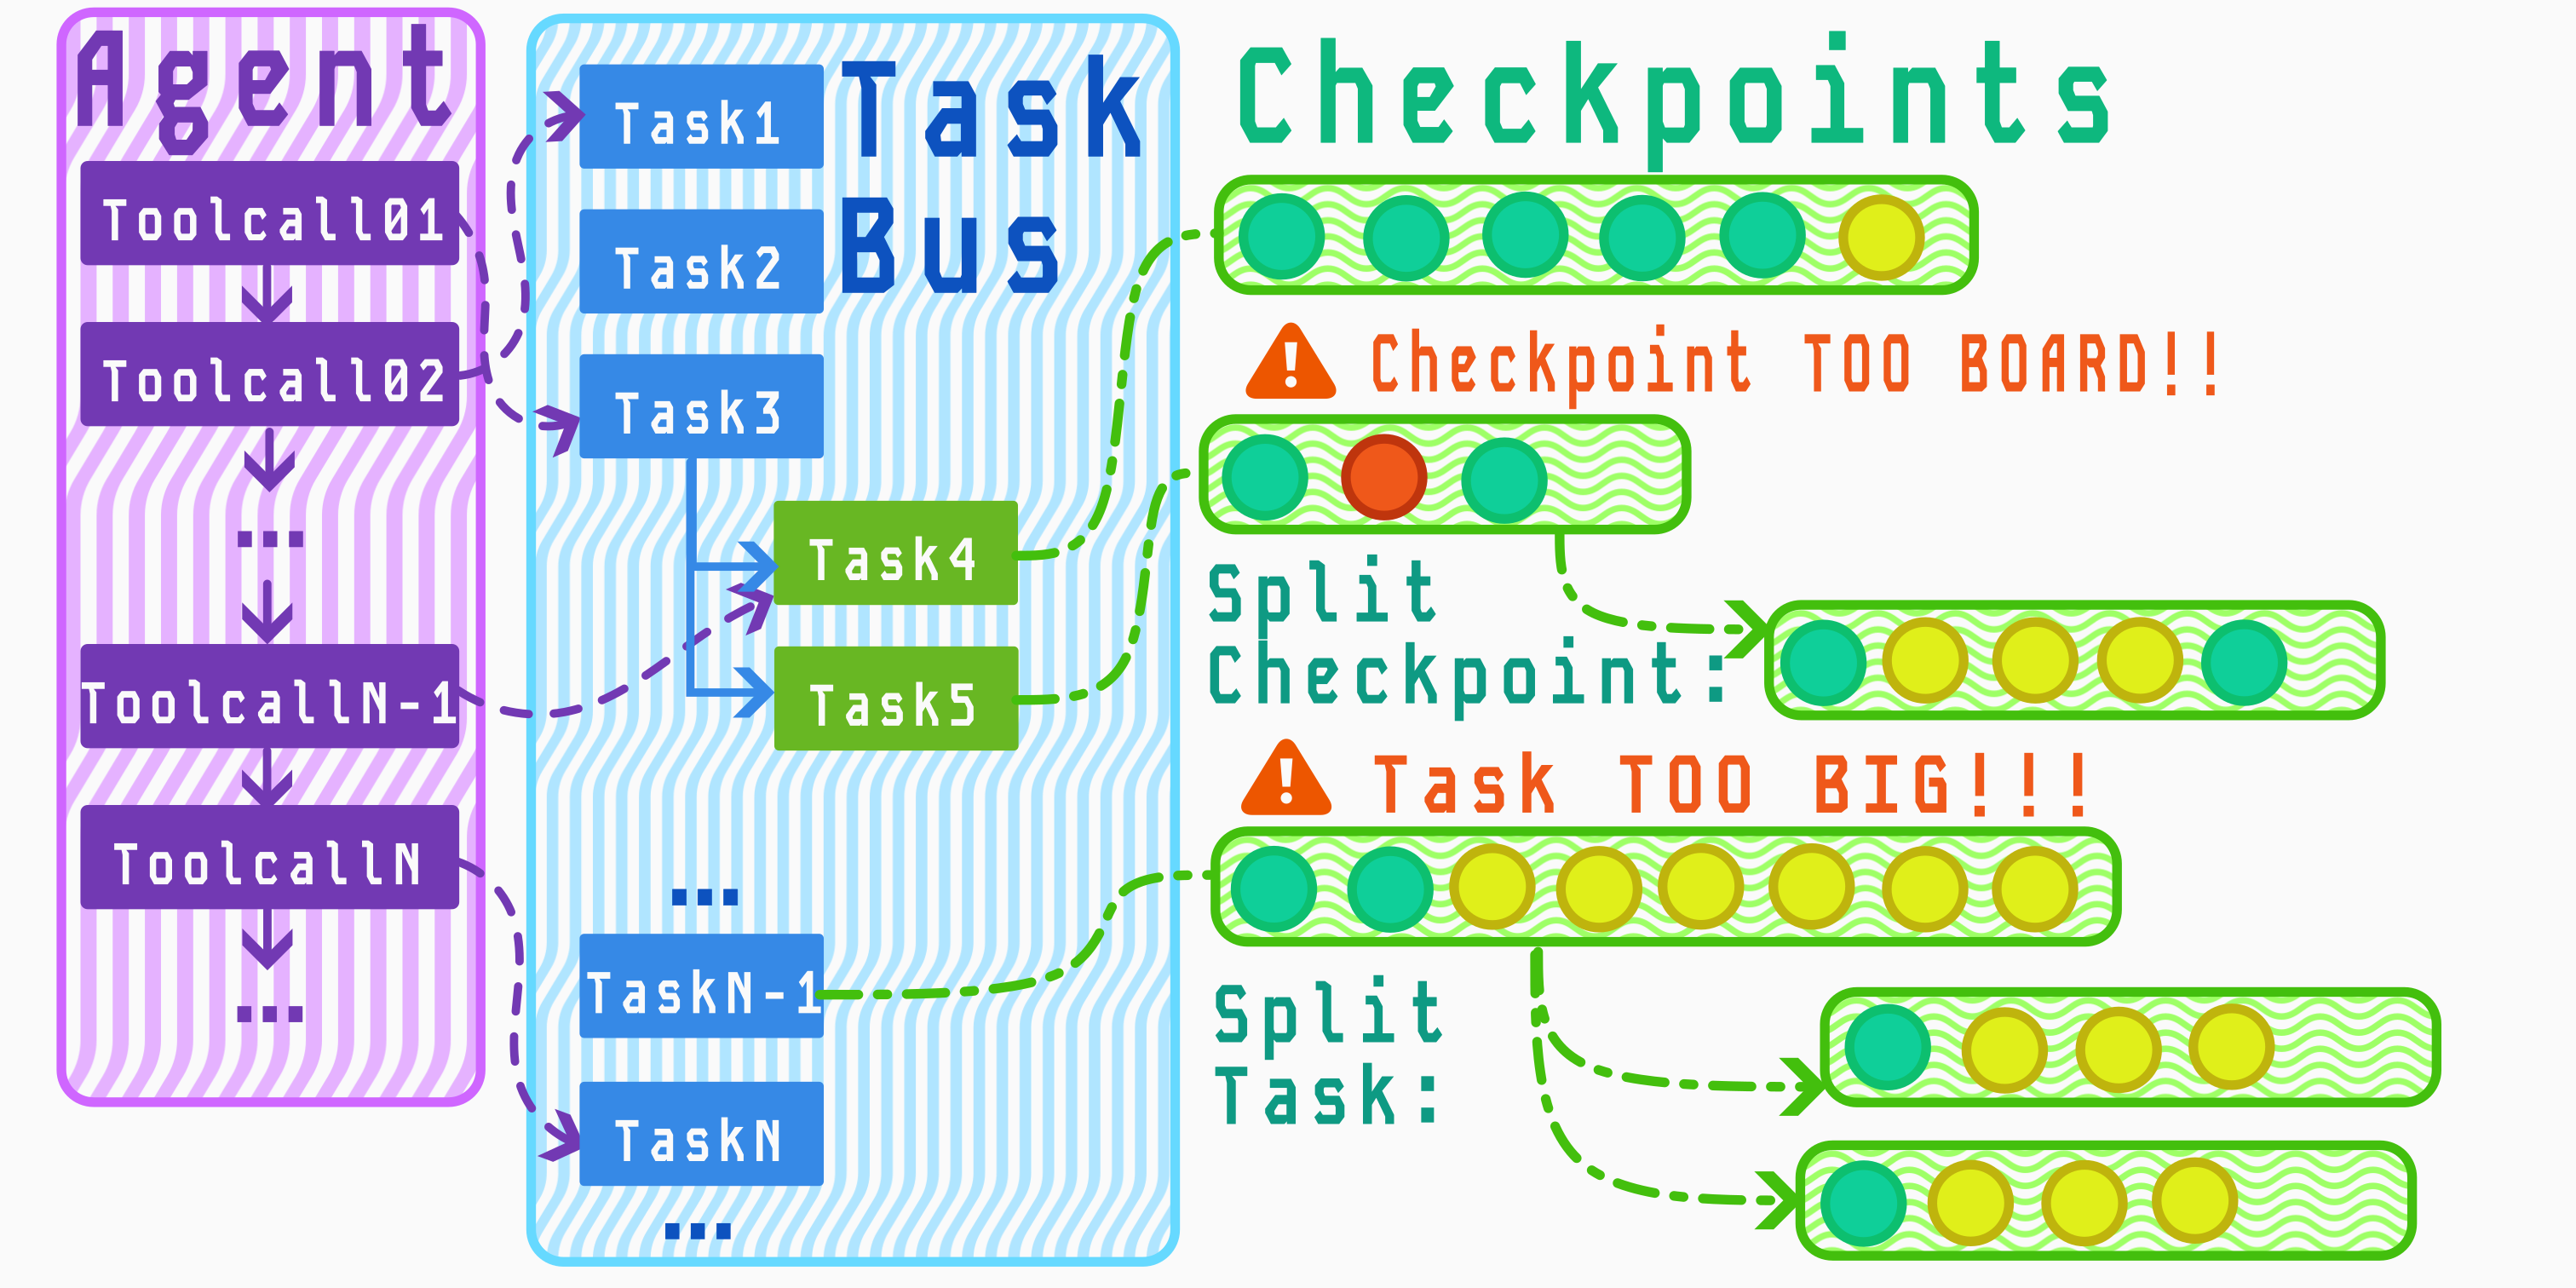 Agent
Toolcall01
Toolcall02
...
ToolcallN-1
ToolcallN
...
Task Bus
Task1
Task2
Task3
Task4
Task5
...
TaskN-1
TaskN
...
Checkpoints
! Checkpoint TOO BOARD!!
Split
Checkpoint:
! Task TOO BIG!!!
Split
Task: